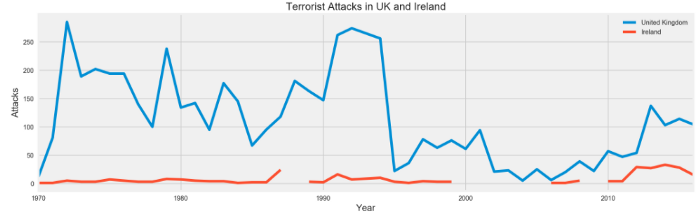 Terrorist Attacks in UK and Ireland
United Kingdom
Ireland
Attacks
250
200
150
100
50
0
1970
1980
1990
2000
2010
Year